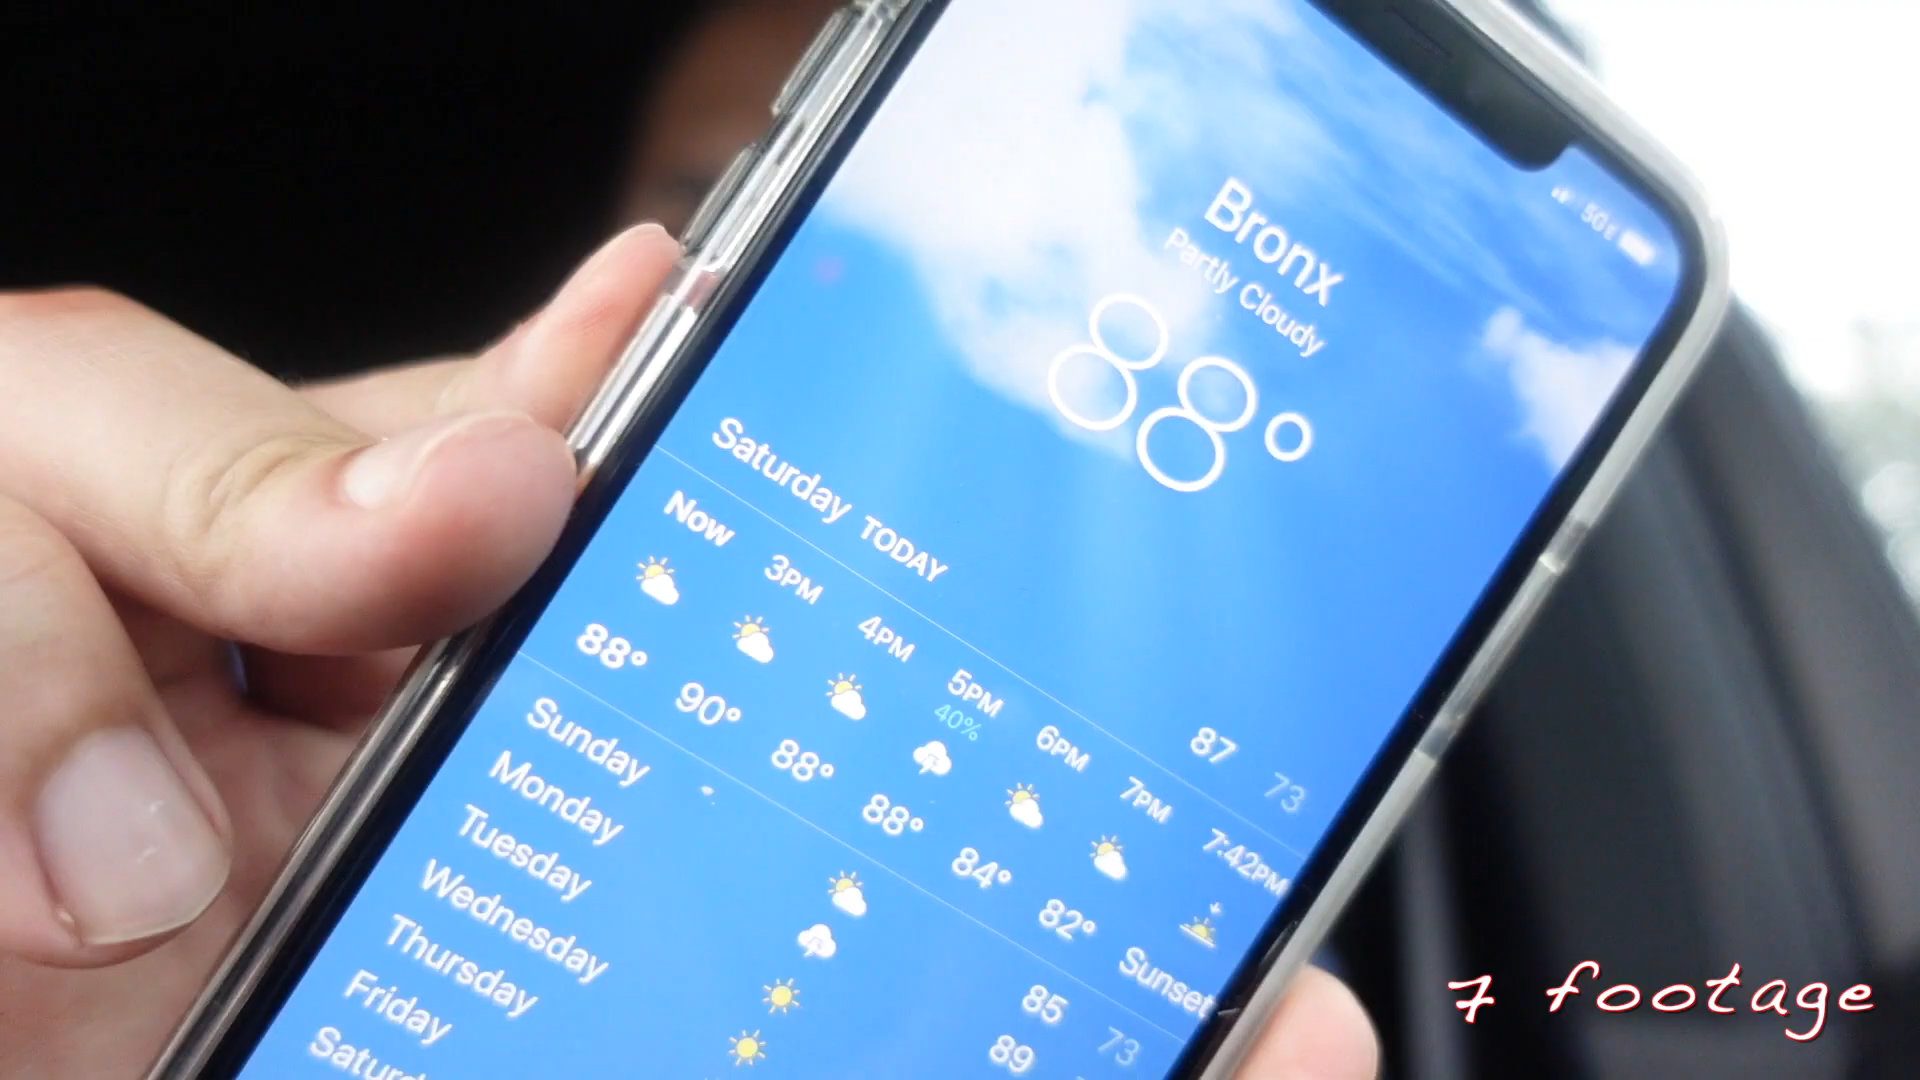 5G E
Bronx
Partly Cloudy
88°
Saturday TODAY 87 73
Now 3PM 4PM 5PM 6PM 7PM 7:42PM
40%
88° 90° 88° 88° 84° 82° Sunset
Sunday 85 73
Monday 89
Tuesday
Wednesday
Thursday
Friday
7 footage